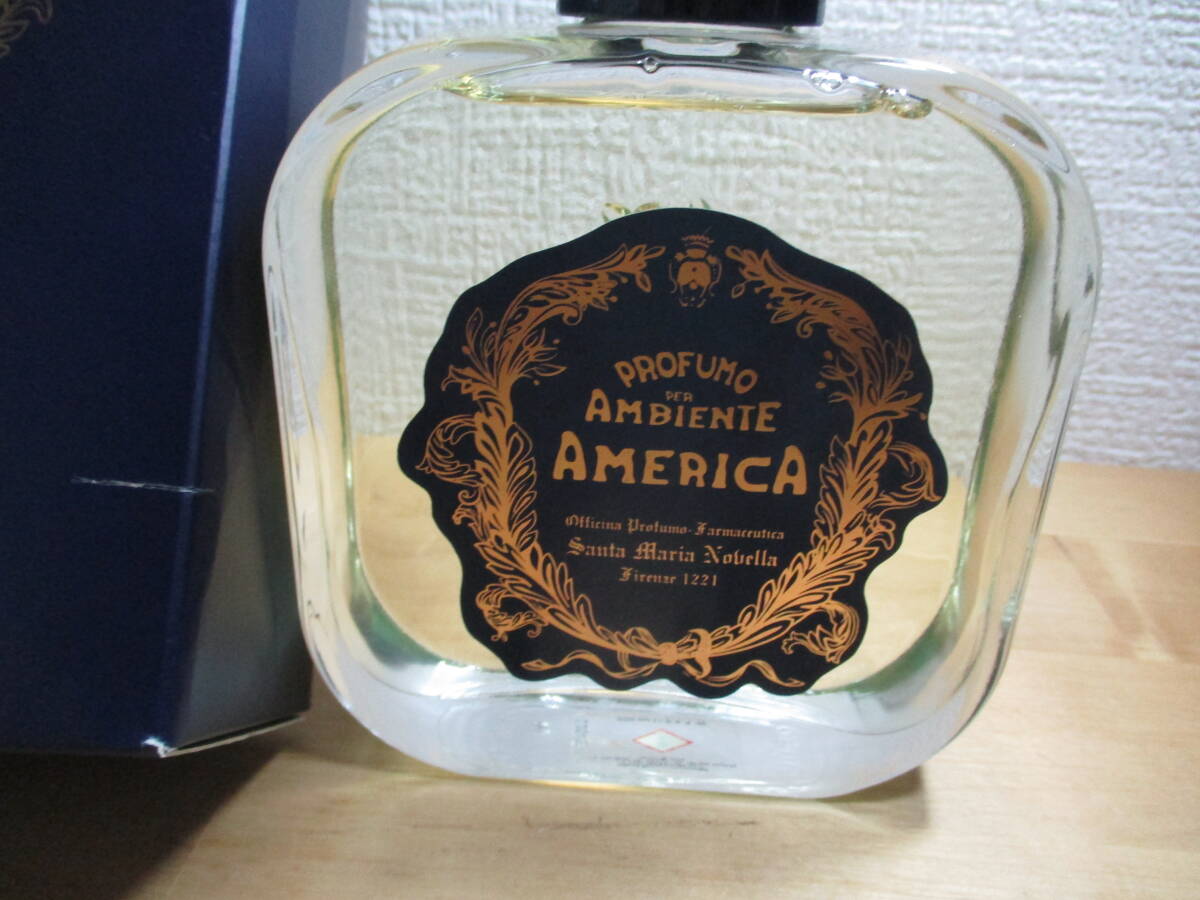 PROFUMO
PER
AMBIENTE
AMERICA
Officina Profumo-Farmaceutica
Santa Maria Novella
Firenze 1221